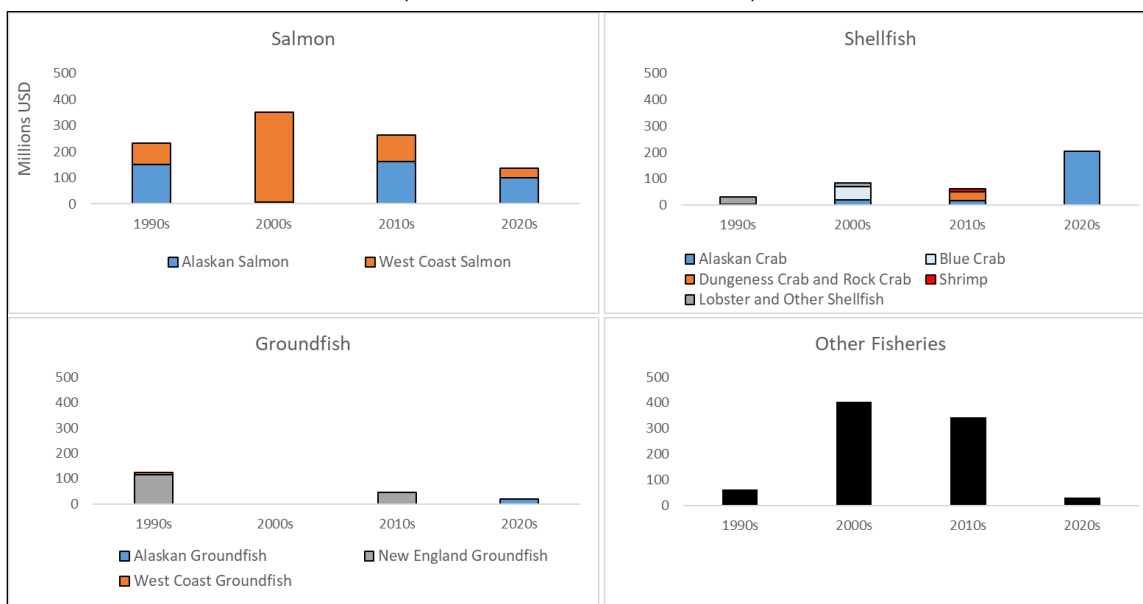 Salmon
Millions USD
500
400
300
200
100
0
1990s 2000s 2010s 2020s
Alaskan Salmon West Coast Salmon
Shellfish
500
400
300
200
100
0
1990s 2000s 2010s 2020s
Alaskan Crab Blue Crab
Dungeness Crab and Rock Crab Shrimp
Lobster and Other Shellfish
Groundfish
500
400
300
200
100
0
1990s 2000s 2010s 2020s
Alaskan Groundfish New England Groundfish
West Coast Groundfish
Other Fisheries
500
400
300
200
100
0
1990s 2000s 2010s 2020s